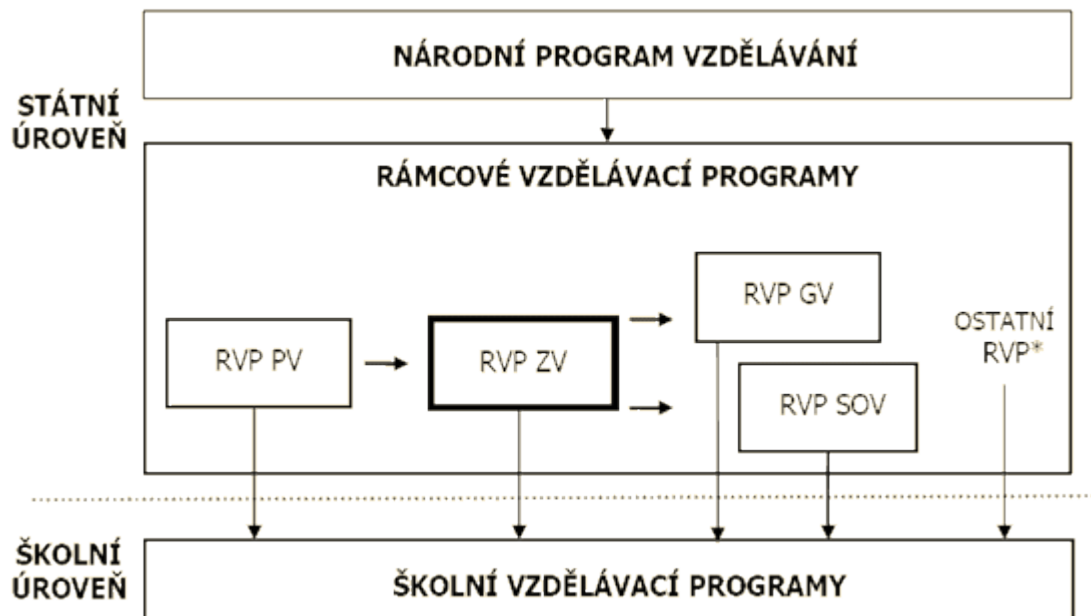 NÁRODNÍ PROGRAM VZDĚLÁVÁNÍ
STÁTNÍ
ÚROVEŇ
RÁMCOVÉ VZDĚLÁVACÍ PROGRAMY
RVP PV
RVP ZV
RVP GV
RVP SOV
OSTATNÍ
RVP*
ŠKOLNÍ
ÚROVEŇ
ŠKOLNÍ VZDĚLÁVACÍ PROGRAMY